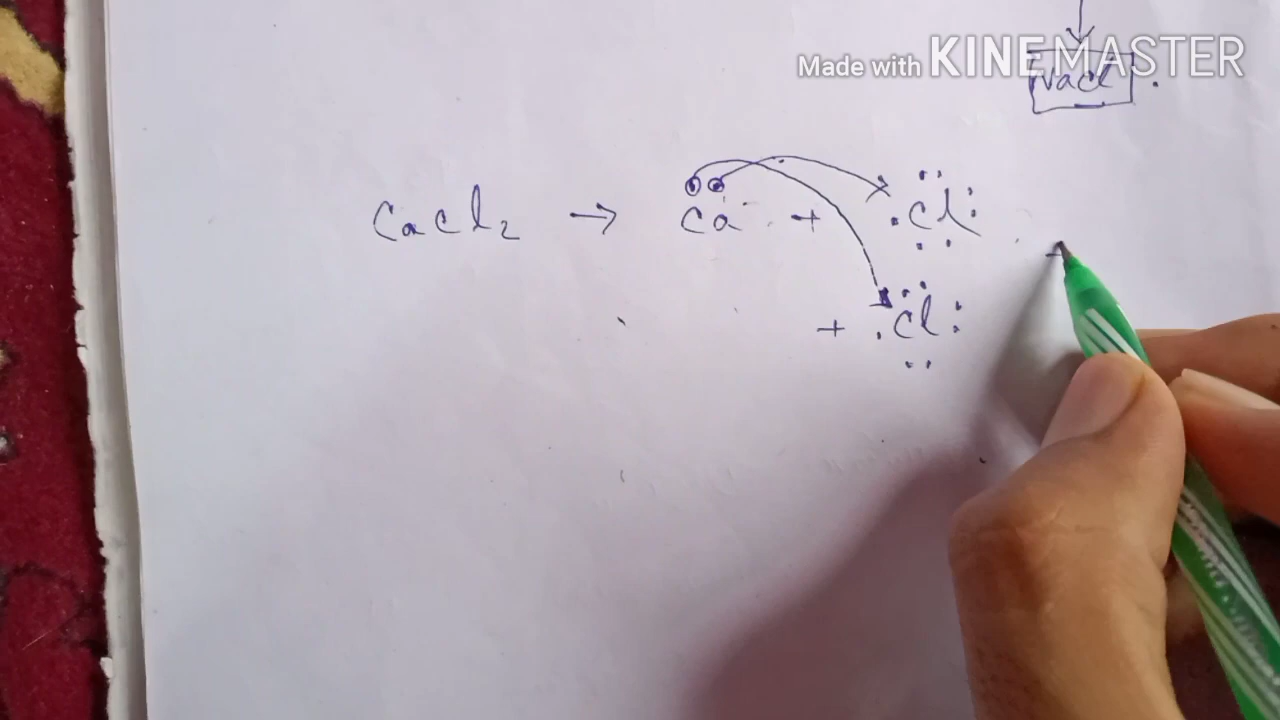 Made with KINEMASTER
NaCl .
CaCl₂ → Ca + .Cl:
+ .Cl: